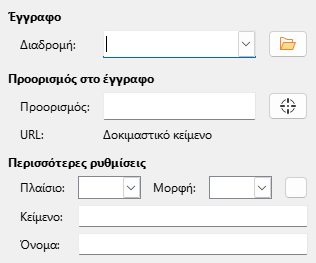 Έγγραφο
Διαδρομή:
Προορισμός στο έγγραφο
Προορισμός:
URL: Δοκιμαστικό κείμενο
Περισσότερες ρυθμίσεις
Πλαίσιο: Μορφή:
Κείμενο:
Όνομα: